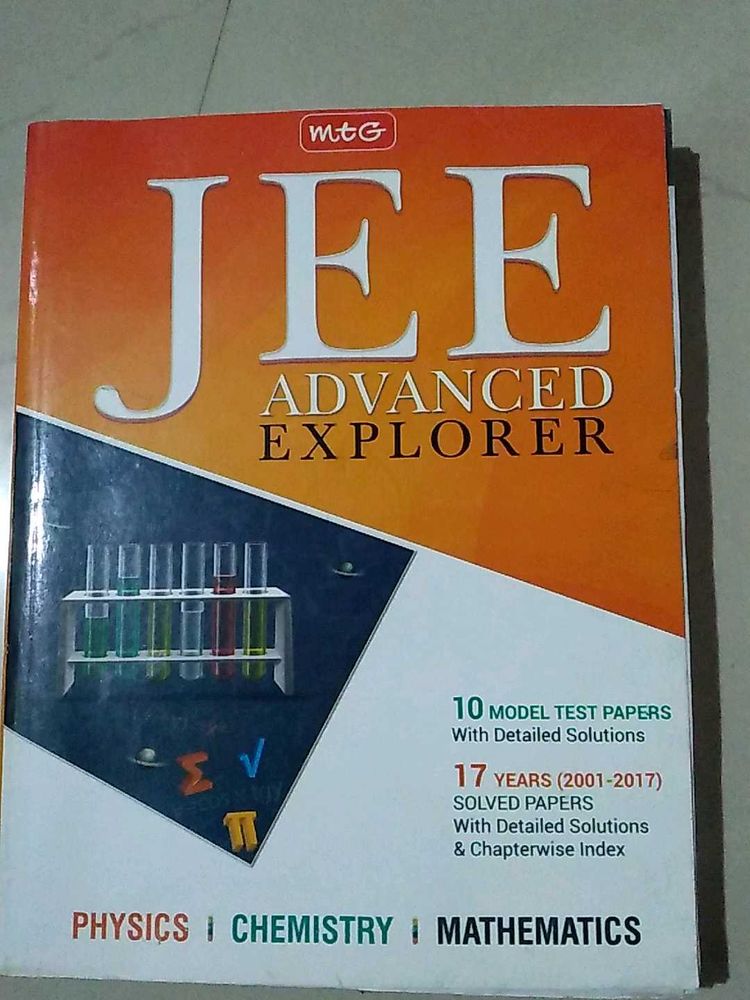 mtG
JEE
ADVANCED
EXPLORER
Σ √
π
10 MODEL TEST PAPERS
With Detailed Solutions
17 YEARS (2001-2017)
SOLVED PAPERS
With Detailed Solutions
& Chapterwise Index
PHYSICS | CHEMISTRY | MATHEMATICS